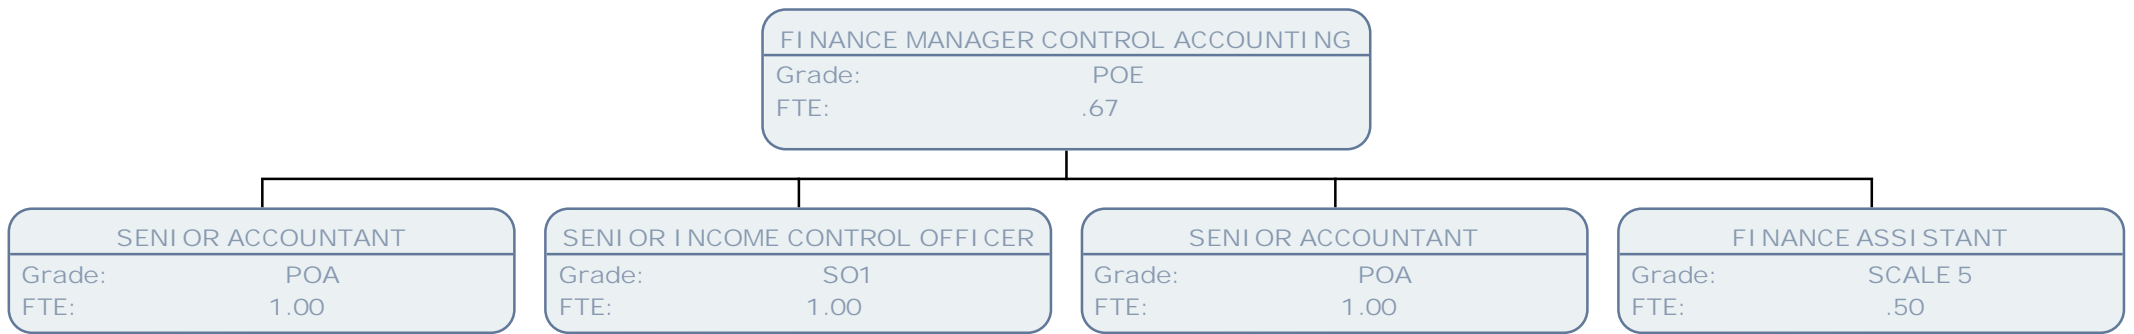 FINANCE MANAGER CONTROL ACCOUNTING
Grade: POE
FTE: .67
SENIOR ACCOUNTANT
Grade: POA
FTE: 1.00
SENIOR INCOME CONTROL OFFICER
Grade: SO1
FTE: 1.00
SENIOR ACCOUNTANT
Grade: POA
FTE: 1.00
FINANCE ASSISTANT
Grade: SCALE 5
FTE: .50